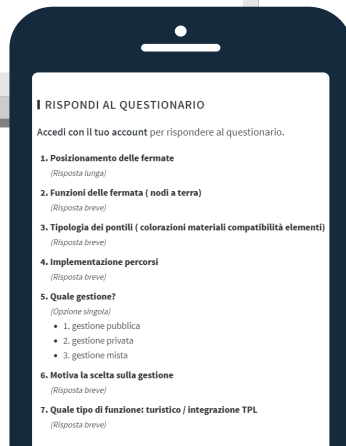 RISPONDI AL QUESTIONARIO
Accedi con il tuo account per rispondere al questionario.
1. Posizionamento delle fermate
(Risposta lunga)
2. Funzioni delle fermata ( nodi a terra)
(Risposta breve)
3. Tipologia dei pontili ( colorazioni materiali compatibilità elementi)
(Risposta breve)
4. Implementazione percorsi
(Risposta breve)
5. Quale gestione?
(Opzione singola)
• 1. gestione pubblica
• 2. gestione privata
• 3. gestione mista
6. Motiva la scelta sulla gestione
(Risposta breve)
7. Quale tipo di funzione: turistico / integrazione TPL
(Risposta breve)